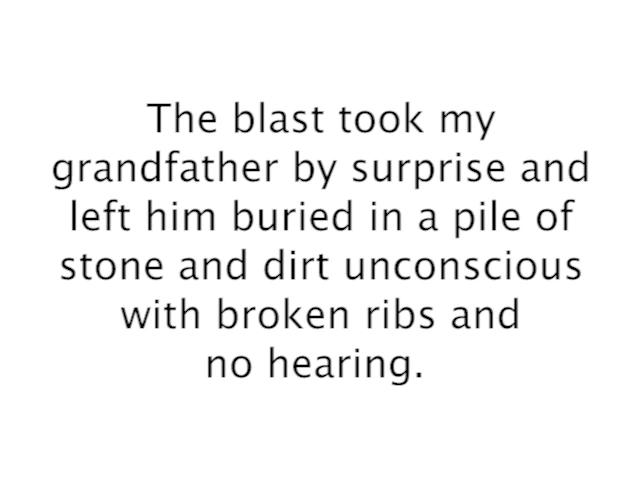 The blast took my
grandfather by surprise and
left him buried in a pile of
stone and dirt unconscious
with broken ribs and
no hearing.